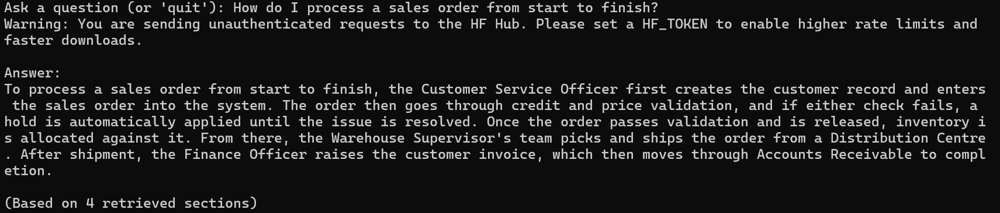 Ask a question (or 'quit'): How do I process a sales order from start to finish?
Warning: You are sending unauthenticated requests to the HF Hub. Please set a HF_TOKEN to enable higher rate limits and
faster downloads.

Answer:
To process a sales order from start to finish, the Customer Service Officer first creates the customer record and enters
 the sales order into the system. The order then goes through credit and price validation, and if either check fails, a
hold is automatically applied until the issue is resolved. Once the order passes validation and is released, inventory i
s allocated against it. From there, the Warehouse Supervisor's team picks and ships the order from a Distribution Centre
. After shipment, the Finance Officer raises the customer invoice, which then moves through Accounts Receivable to compl
etion.

(Based on 4 retrieved sections)